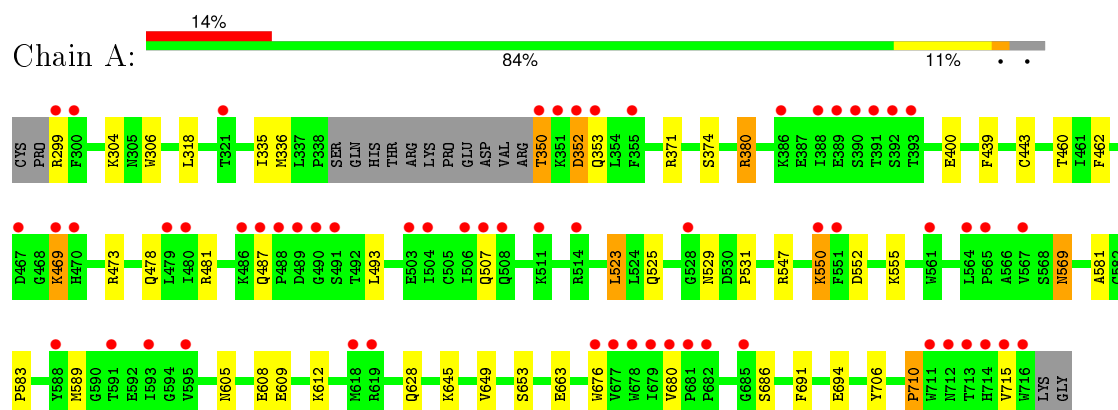 14%
Chain A:
84% 11% • •
CYS PRO R299 F300 K304 N305 W306 L318 T321 I335 M336 L337 P338 SER GLN HIS THR ARG LYS PRO GLU ASP VAL ARG T350 K351 D352 Q353 L354 F355 R371 S374 R380 K386 E387 I388 E389 S390 T391 S392 T393 E400 F439 C443 T460 I461 F462
D467 G468 K469 H470 R473 Q478 L479 I480 R481 K486 Q487 P488 D489 G490 S491 T492 L493 E503 I504 C505 I506 Q507 Q508 K511 R514 L523 L524 Q525 G528 N529 D530 P531 R547 K550 F551 D552 K555 W561 L564 P565 A566 V567 S568 N569 A581 G582
P583 Y588 M589 G590 T591 E592 I593 G594 V595 N605 E608 E609 K612 M618 R619 Q628 K645 V649 S653 E663 W676 V677 W678 I679 V680 P681 P682 G685 S686 F691 E694 Y706 P710 W711 N712 T713 H714 V715 W716 LYS GLY